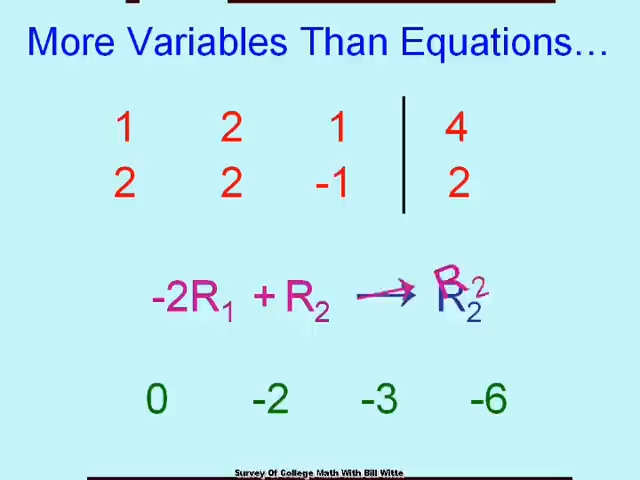 More Variables Than Equations...
1 2 1 4
2 2 -1 2
-2R1 + R2 → R2 R2
0 -2 -3 -6
Survey Of College Math With Bill Witte